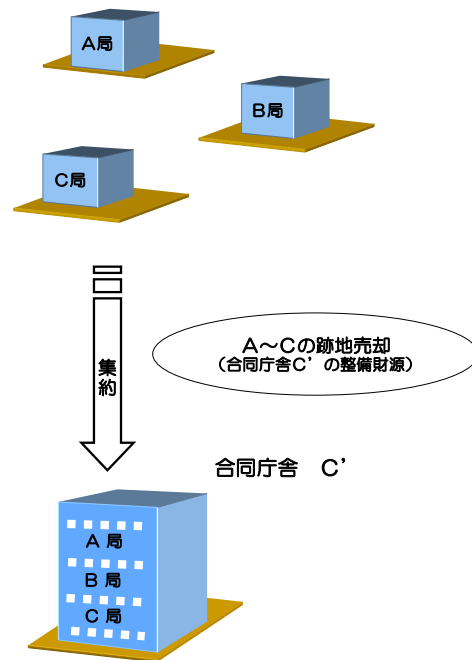 A局
B局
C局
集約
A～Cの跡地売却
（合同庁舎C’の整備財源）
合同庁舎　C’
A 局
B 局
C 局